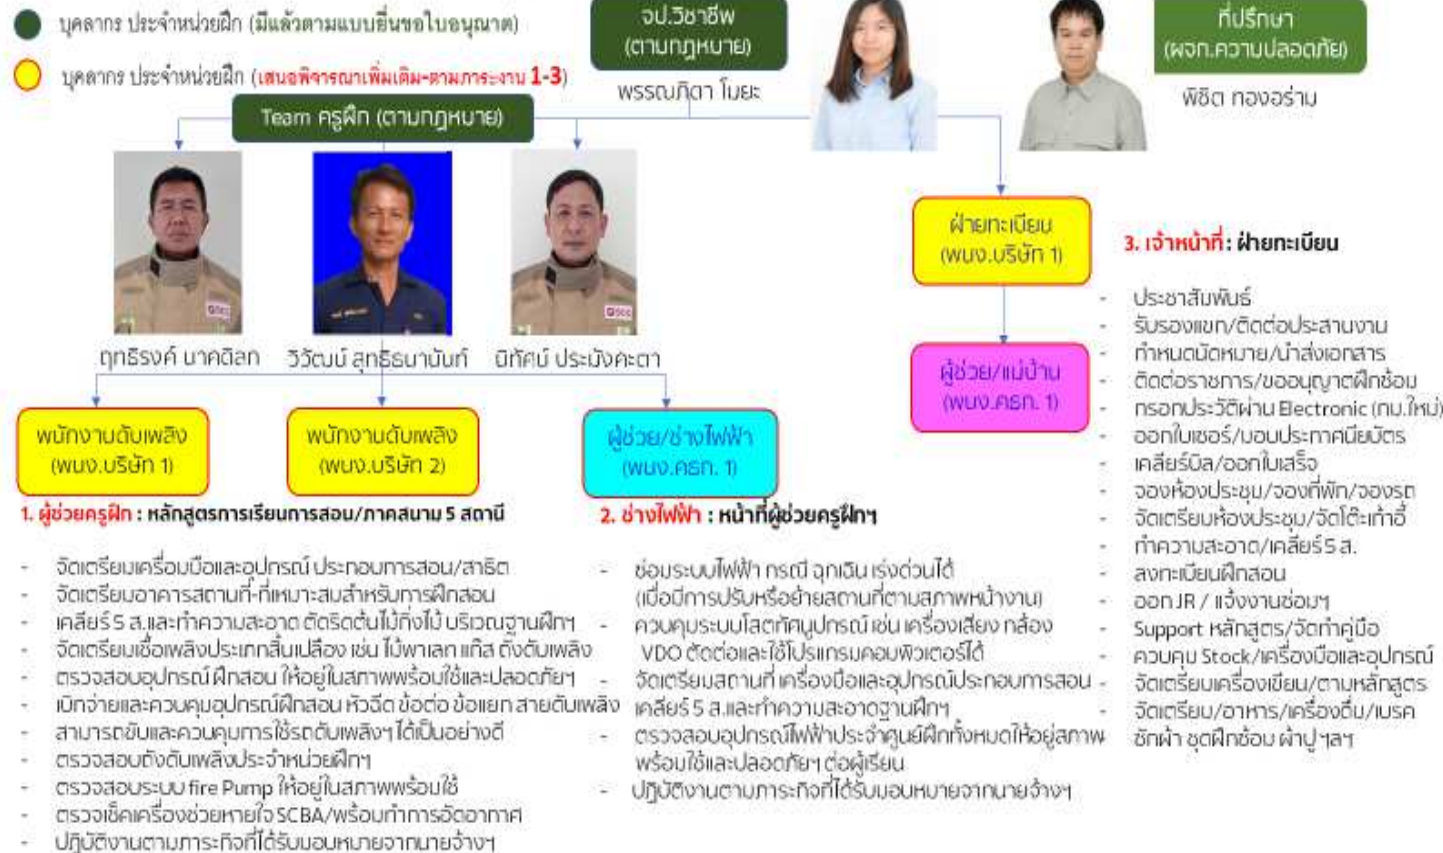 บุคลากร ประจำหน่วยฝึก (มีแล้วตามแบบยื่นขอใบอนุญาต)
บุคลากร ประจำหน่วยฝึก (เสนอพิจารณาเพิ่มเติม-ตามภาระงาน 1-3)
จป.วิชาชีพ
(ตามกฎหมาย)
พรรณภิดา โมยะ
ที่ปรึกษา
(ผจก.ความปลอดภัย)
พิชิต ทองอร่าม
Team ครูฝึก (ตามกฎหมาย)
ฤทธิรงค์ นาคดิลก
วิวัฒน์ สุทธิธนานันท์
นิทัศน์ ประมังคะตา
พนักงานดับเพลิง
(พนง.บริษัท 1)
พนักงานดับเพลิง
(พนง.บริษัท 2)
ผู้ช่วย/ช่างไฟฟ้า
(พนง.คธก. 1)
ฝ่ายทะเบียน
(พนง.บริษัท 1)
ผู้ช่วย/แม่บ้าน
(พนง.คธก. 1)
1. ผู้ช่วยครูฝึก : หลักสูตรการเรียนการสอน/ภาคสนาม 5 สถานี
- จัดเตรียมเครื่องมือและอุปกรณ์ ประกอบการสอน/สาธิต
- จัดเตรียมอาคารสถานที่-ที่เหมาะสมสำหรับการฝึกสอน
- เคลียร์ 5 ส.และทำความสะอาด ตัดริดต้นไม้กิ่งไม้ บริเวณฐานฝึกฯ
- จัดเตรียมเชื้อเพลิงประเภทสิ้นเปลือง เช่น ไม้พาเลท แก๊ส ถังดับเพลิง
- ตรวจสอบอุปกรณ์ ฝึกสอน ให้อยู่ในสภาพพร้อมใช้และปลอดภัยฯ
- เบิกจ่ายและควบคุมอุปกรณ์ฝึกสอน หัวฉีด ข้อต่อ ข้อแยก สายดับเพลิง
- สามารถขับและควบคุมการใช้รถดับเพลิงฯ ได้เป็นอย่างดี
- ตรวจสอบถังดับเพลิงประจำหน่วยฝึกฯ
- ตรวจสอบระบบ fire Pump ให้อยู่ในสภาพพร้อมใช้
- ตรวจเช็คเครื่องช่วยหายใจ SCBA/พร้อมทำการอัดอากาศ
- ปฏิบัติงานตามภาระกิจที่ได้รับมอบหมายจากนายจ้างฯ
2. ช่างไฟฟ้า : หน้าที่ผู้ช่วยครูฝึกฯ
- ซ่อมระบบไฟฟ้า กรณี ฉุกเฉิน เร่งด่วนได้
(เมื่อมีการปรับหรือย้ายสถานที่ตามสภาพหน้างาน)
- ควบคุมระบบโสตทัศนูปกรณ์ เช่น เครื่องเสียง กล้อง
VDO ตัดต่อและใช้โปรแกรมคอมพิวเตอร์ได้
- จัดเตรียมสถานที่ เครื่องมือและอุปกรณ์ประกอบการสอน
- เคลียร์ 5 ส.และทำความสะอาดฐานฝึกฯ
- ตรวจสอบอุปกรณ์ไฟฟ้าประจำศูนย์ฝึกทั้งหมดให้อยู่สภาพ
พร้อมใช้และปลอดภัยฯ ต่อผู้เรียน
- ปฏิบัติงานตามภาระกิจที่ได้รับมอบหมายจากนายจ้างฯ
3. เจ้าหน้าที่ : ฝ่ายทะเบียน
- ประชาสัมพันธ์
- รับรองแขก/ติดต่อประสานงาน
- กำหนดนัดหมาย/นำส่งเอกสาร
- ติดต่อราชการ/ขออนุญาตฝึกซ้อม
- กรอกประวัติผ่าน Electronic (กม.ใหม่)
- ออกใบเซอร์/มอบประกาศนียบัตร
- เคลียร์บิล/ออกใบเสร็จ
- จองห้องประชุม/จองที่พัก/จองรถ
- จัดเตรียมห้องประชุม/จัดโต๊ะเก้าอี้
- ทำความสะอาด/เคลียร์ 5 ส.
- ลงทะเบียนฝึกสอน
- ออก JR / แจ้งงานซ่อมฯ
- Support หลักสูตร/จัดทำคู่มือ
- ควบคุม Stock/เครื่องมือและอุปกรณ์
- จัดเตรียมเครื่องเขียน/ตามหลักสูตร
- จัดเตรียม/อาหาร/เครื่องดื่ม/เบรค
- ซักผ้า ชุดฝึกซ้อม ผ้าปู ฯลฯ